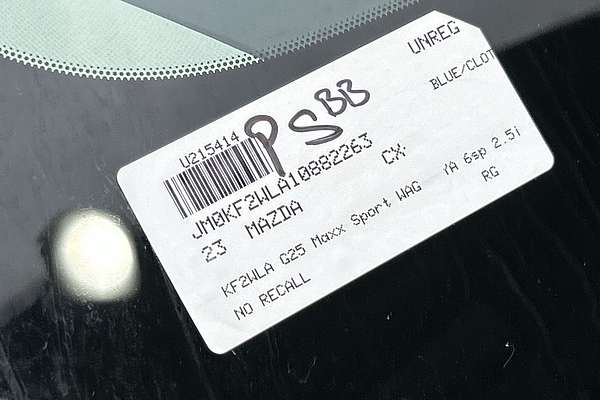 UNREG
BLUE/CLOT
PSBB
U215414
JM0KF2WLA10882263
23 MAZDA CX
KF2WLA G25 Maxx Sport WAG YA 6sp 2.5i
NO RECALL RG